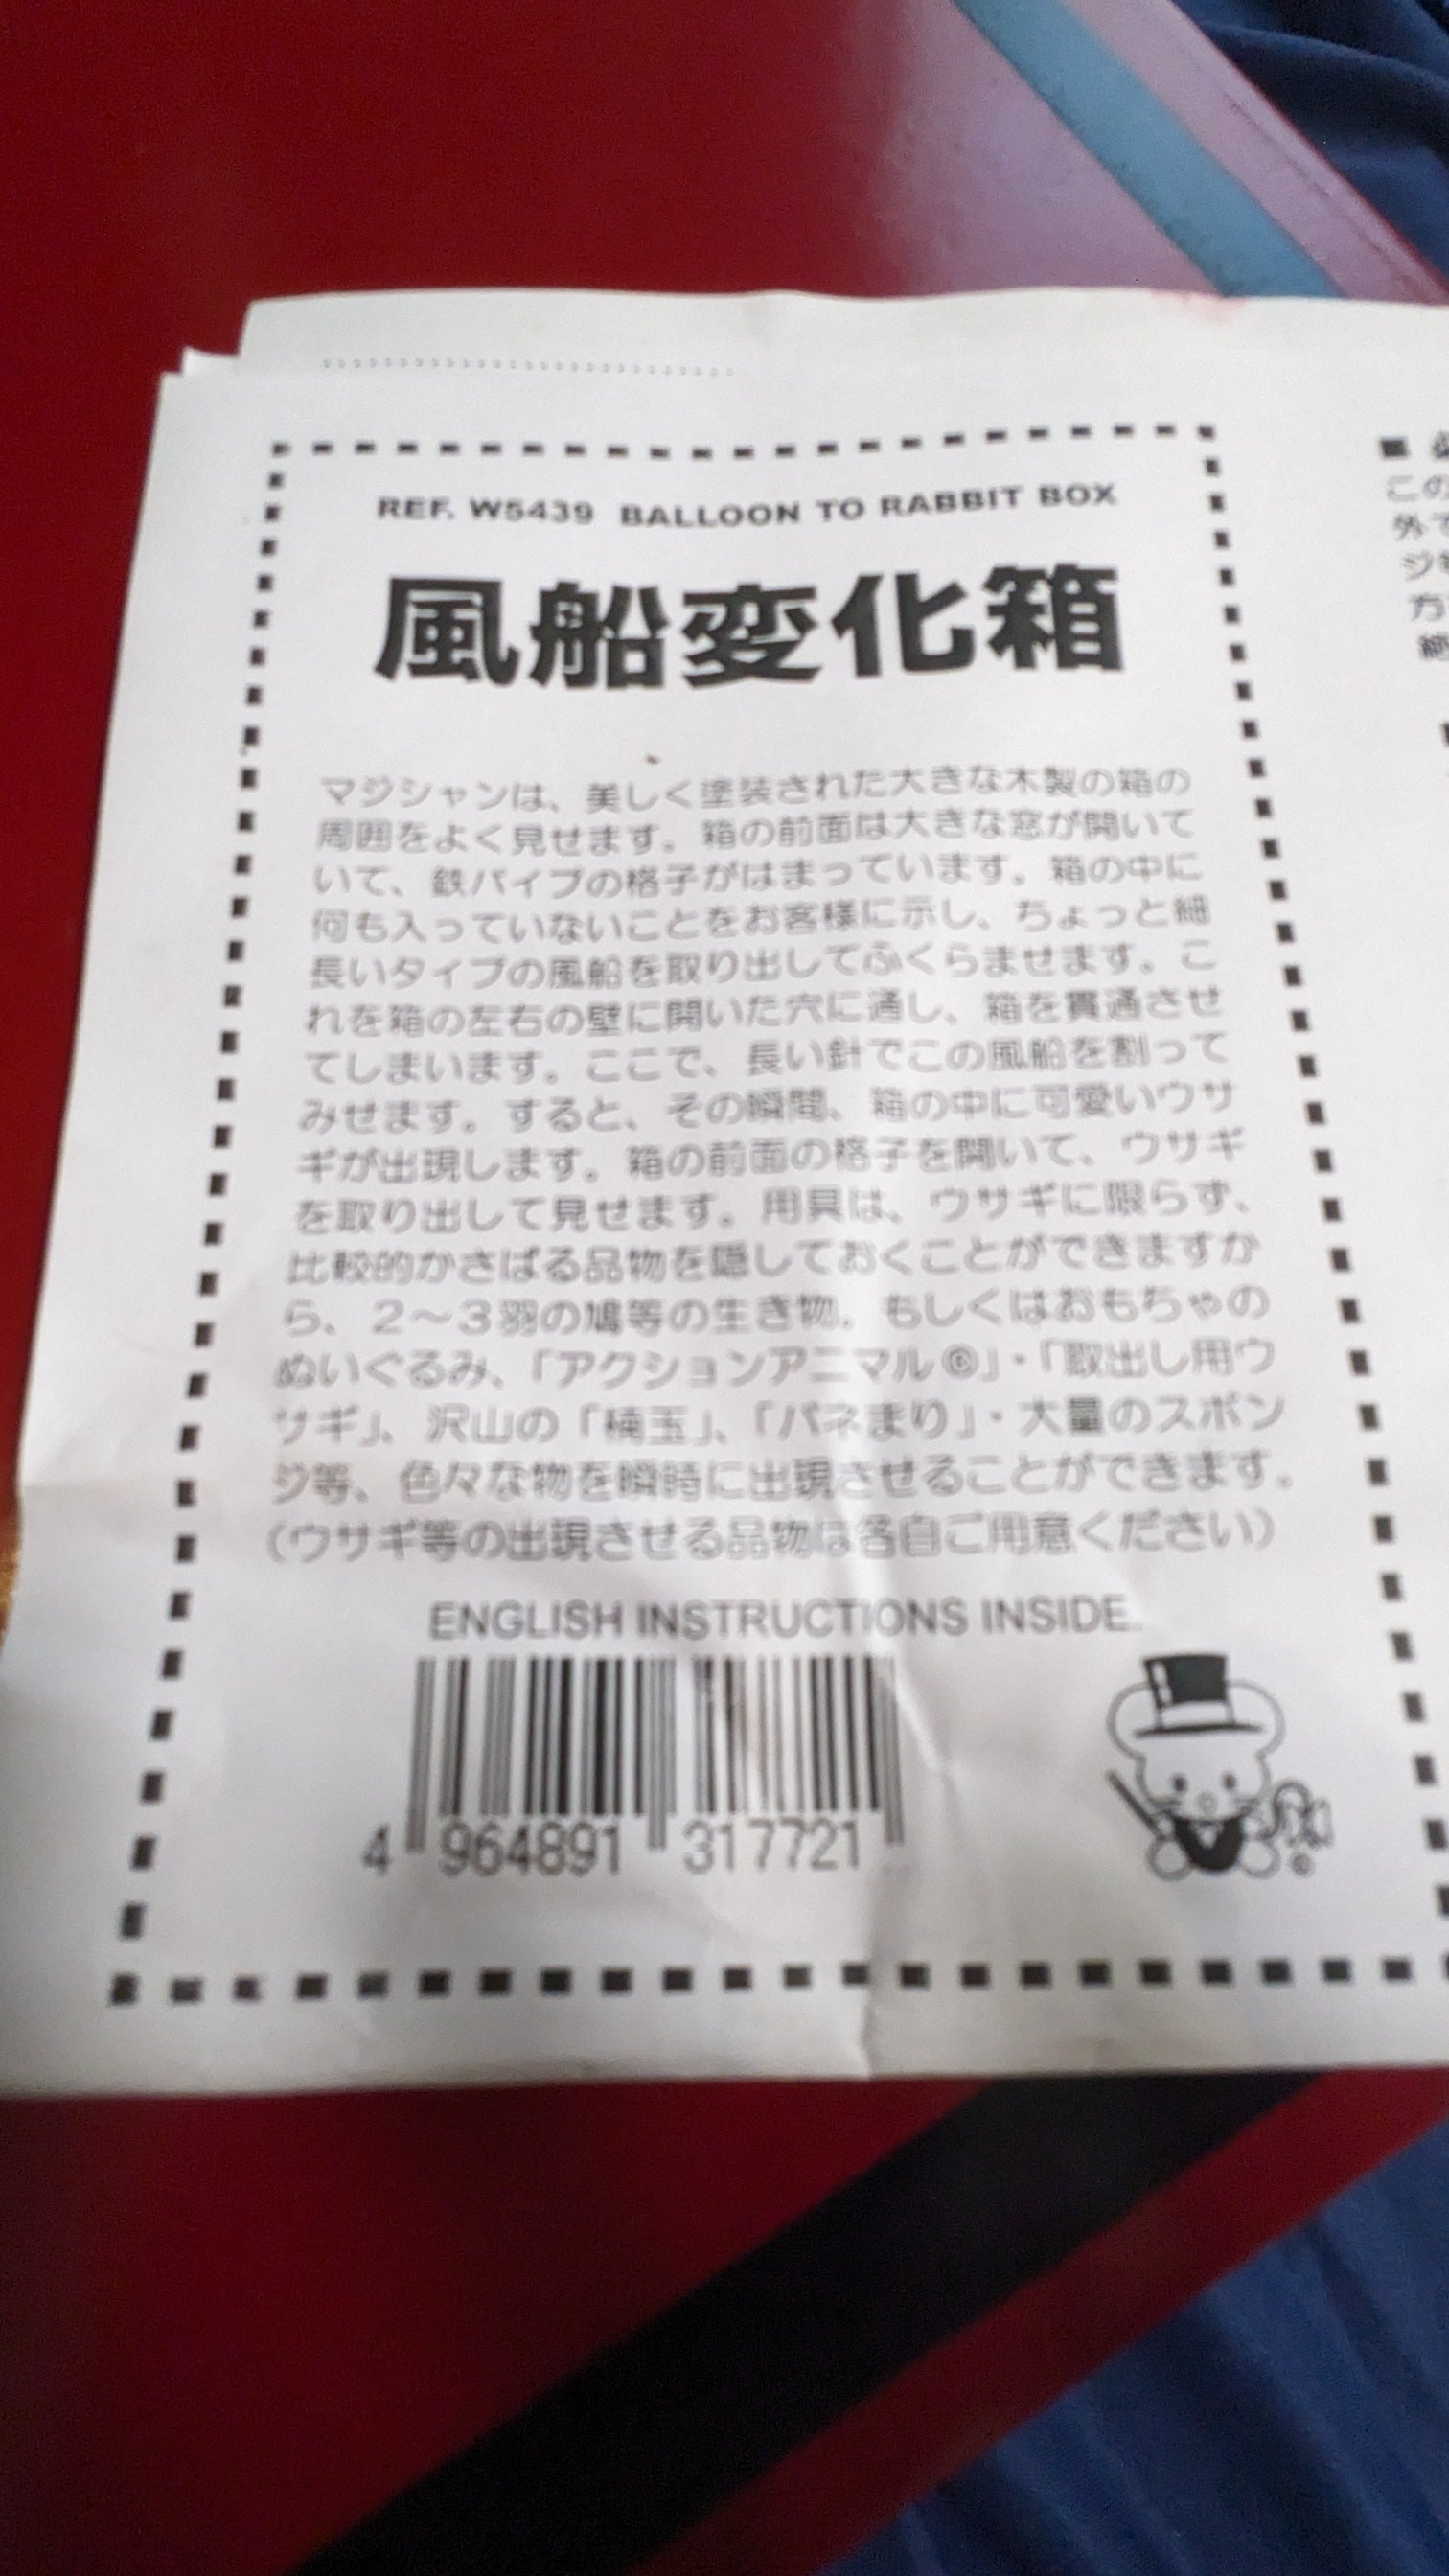 REF. W5439 BALLOON TO RABBIT BOX
風船変化箱
マジシャンは、美しく塗装された大きな木製の箱の
周囲をよく見せます。箱の前面は大きな窓が開いて
いて、鉄パイプの格子がはまっています。箱の中に
何も入っていないことをお客様に示し、ちょっと細
長いタイプの風船を取り出してふくらませます。こ
れを箱の左右の壁に開いた穴に通し、箱を貫通させ
てしまいます。ここで、長い針でこの風船を割って
みせます。すると、その瞬間、箱の中に可愛いウサ
ギが出現します。箱の前面の格子を開いて、ウサギ
を取り出して見せます。用具は、ウサギに限らず、
比較的かさばる品物を隠しておくことができますか
ら、2〜3羽の鳩等の生き物、もしくはおもちゃの
ぬいぐるみ、「アクションアニマル©」・「取出し用ウ
サギ」、沢山の「楠玉」、「バネまり」・大量のスポン
ジ等、色々な物を瞬時に出現させることができます。
(ウサギ等の出現させる品物は各自ご用意ください)
ENGLISH INSTRUCTIONS INSIDE.
4 964891 317721
©
■
この
外で
ジ等
方